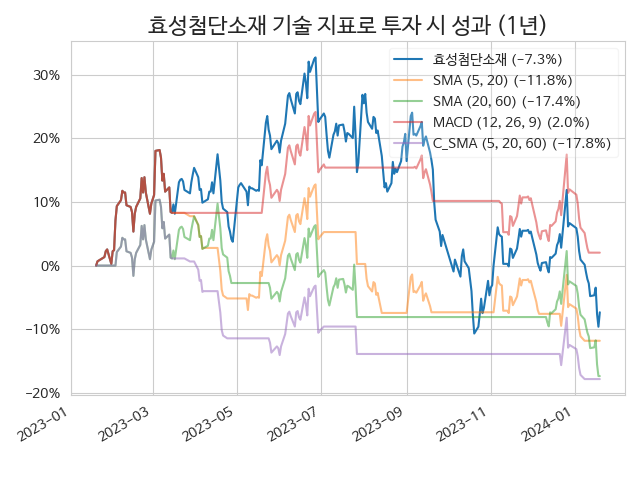 효성첨단소재 기술 지표로 투자 시 성과 (1년)
효성첨단소재 (−7.3%)
SMA (5, 20) (−11.8%)
SMA (20, 60) (−17.4%)
MACD (12, 26, 9) (2.0%)
C_SMA (5, 20, 60) (−17.8%)
30%
20%
10%
0%
−10%
−20%
2023−01
2023−03
2023−05
2023−07
2023−09
2023−11
2024−01